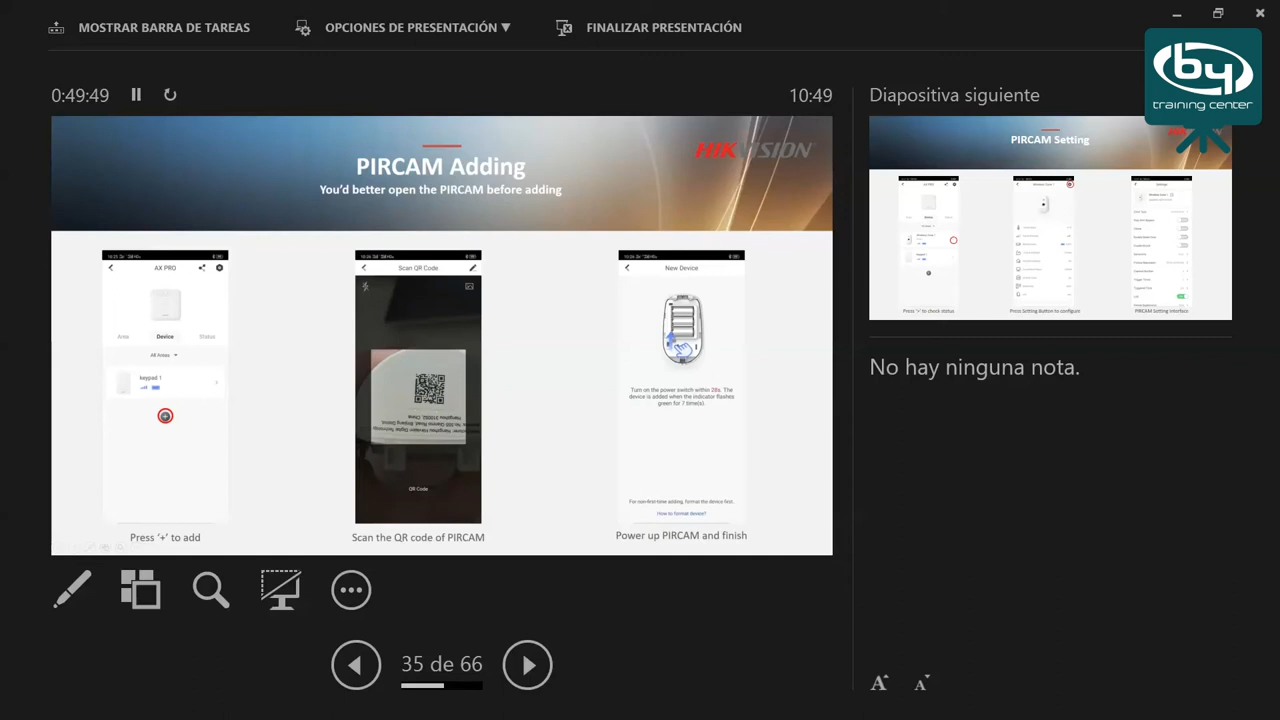 MOSTRAR BARRA DE TAREAS
OPCIONES DE PRESENTACIÓN ▼
FINALIZAR PRESENTACIÓN
by
training center
0:49:49
10:49
Diapositiva siguiente
PIRCAM Adding
HIKVISION
You'd better open the PIRCAM before adding
AX PRO
Area
Device
Status
All Areas
keypad 1
Press '+' to add
Scan QR Code
QR Code
Scan the QR code of PIRCAM
New Device
Turn on the power switch within 28s. The
device is added when the indicator flashes
green for 7 time(s).
For non-first-time adding, format the device first.
How to format device?
Power up PIRCAM and finish
PIRCAM Setting
AX PRO
Press '>' to check status
Press Setting Button to configure
Settings
PIRCAM Setting Interface
No hay ninguna nota.
35 de 66
A
A